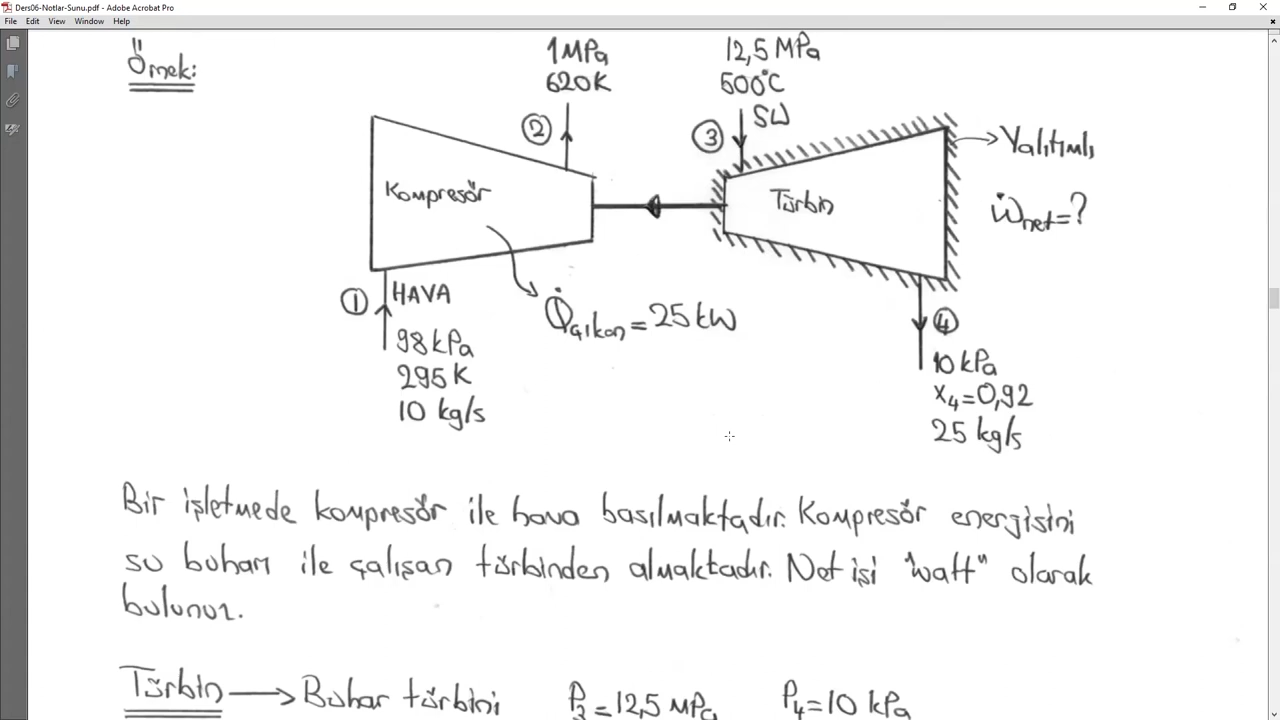 Ders06-Notlar-Sunu.pdf - Adobe Acrobat Pro
File Edit View Window Help
Örnek:
1 MPa
620K
2
12,5 MPa
500°C
SU
3
Yalıtımlı
Kompresör
Türbin
Ẇnet=?
1
HAVA
Q̇çıkan=25 kW
98 kPa
295 K
10 kg/s
4
10 kPa
x4=0,92
25 kg/s
Bir işletmede kompresör ile hava basılmaktadır. Kompresör energisini
su buharı ile çalışan türbinden almaktadır. Net işi "watt" olarak
bulunuz.
Türbin → Buhar türbini P3=12,5 MPa P4=10 kPa